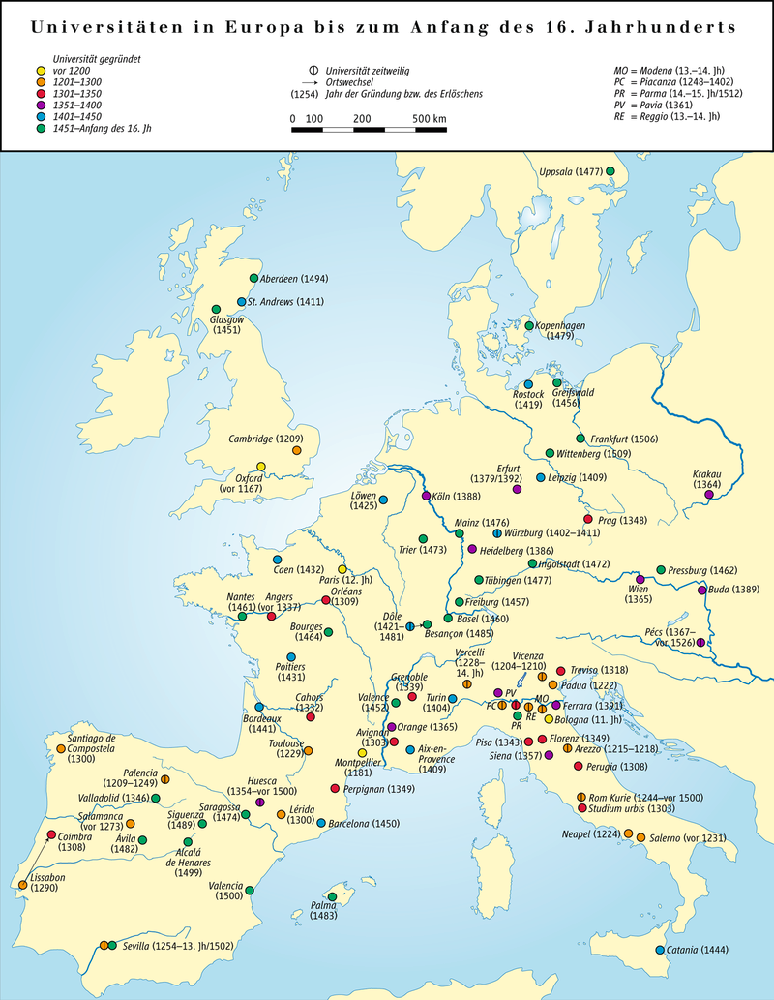 Universitäten in Europa bis zum Anfang des 16. Jahrhunderts
Universität gegründet
vor 1200
1201–1300
1301–1350
1351–1400
1401–1450
1451–Anfang des 16. Jh
Universität zeitweilig
Ortswechsel
(1254) Jahr der Gründung bzw. des Erlöschens
0 100 200 500 km
MO = Modena (13.–14. Jh)
PC = Piacanza (1248–1402)
PR = Parma (14.–15. Jh/1512)
PV = Pavia (1361)
RE = Reggio (13.–14. Jh)
Uppsala (1477)
Aberdeen (1494)
St. Andrews (1411)
Glasgow
(1451)
Kopenhagen
(1479)
Rostock
(1419)
Greifswald
(1456)
Cambridge (1209)
Oxford
(vor 1167)
Frankfurt (1506)
Wittenberg (1509)
Erfurt
(1379/1392)
Leipzig (1409)
Krakau
(1364)
Löwen
(1425)
Köln (1388)
Prag (1348)
Mainz (1476)
Würzburg (1402–1411)
Trier (1473)
Heidelberg (1386)
Caen (1432)
Paris (12. Jh)
Ingolstadt (1472)
Tübingen (1477)
Pressburg (1462)
Wien
(1365)
Buda (1389)
Nantes
(1461)
Angers
(vor 1337)
Orléans
(1309)
Freiburg (1457)
Basel (1460)
Dôle
(1421–
1481)
Besançon (1485)
Bourges
(1464)
Pécs (1367–
vor 1526)
Poitiers
(1431)
Vercelli
(1228–
14. Jh)
Vicenza
(1204–1210)
Treviso (1318)
Padua (1222)
Grenoble
(1339)
Valence
(1452)
Turin
(1404)
PV
PC
MO
RE
PR
Ferrara (1391)
Bologna (11. Jh)
Cahors
(1332)
Bordeaux
(1441)
Orange (1365)
Avignan
(1303)
Aix-en-
Provence
(1409)
Toulouse
(1229)
Montpellier
(1181)
Pisa (1343)
Florenz (1349)
Siena (1357)
Arezzo (1215–1218)
Perugia (1308)
Santiago de
Compostela
(1300)
Palencia
(1209–1249)
Huesca
(1354–vor 1500)
Perpignan (1349)
Valladolid (1346)
Saragossa
(1474)
Siguenza
(1489)
Lérida
(1300)
Barcelona (1450)
Rom Kurie (1244–vor 1500)
Studium urbis (1303)
Salamanca
(vor 1273)
Coimbra
(1308)
Ávila
(1482)
Alcalá
de Henares
(1499)
Neapel (1224)
Salerno (vor 1231)
Lissabon
(1290)
Valencia
(1500)
Palma
(1483)
Sevilla (1254–13. Jh/1502)
Catania (1444)